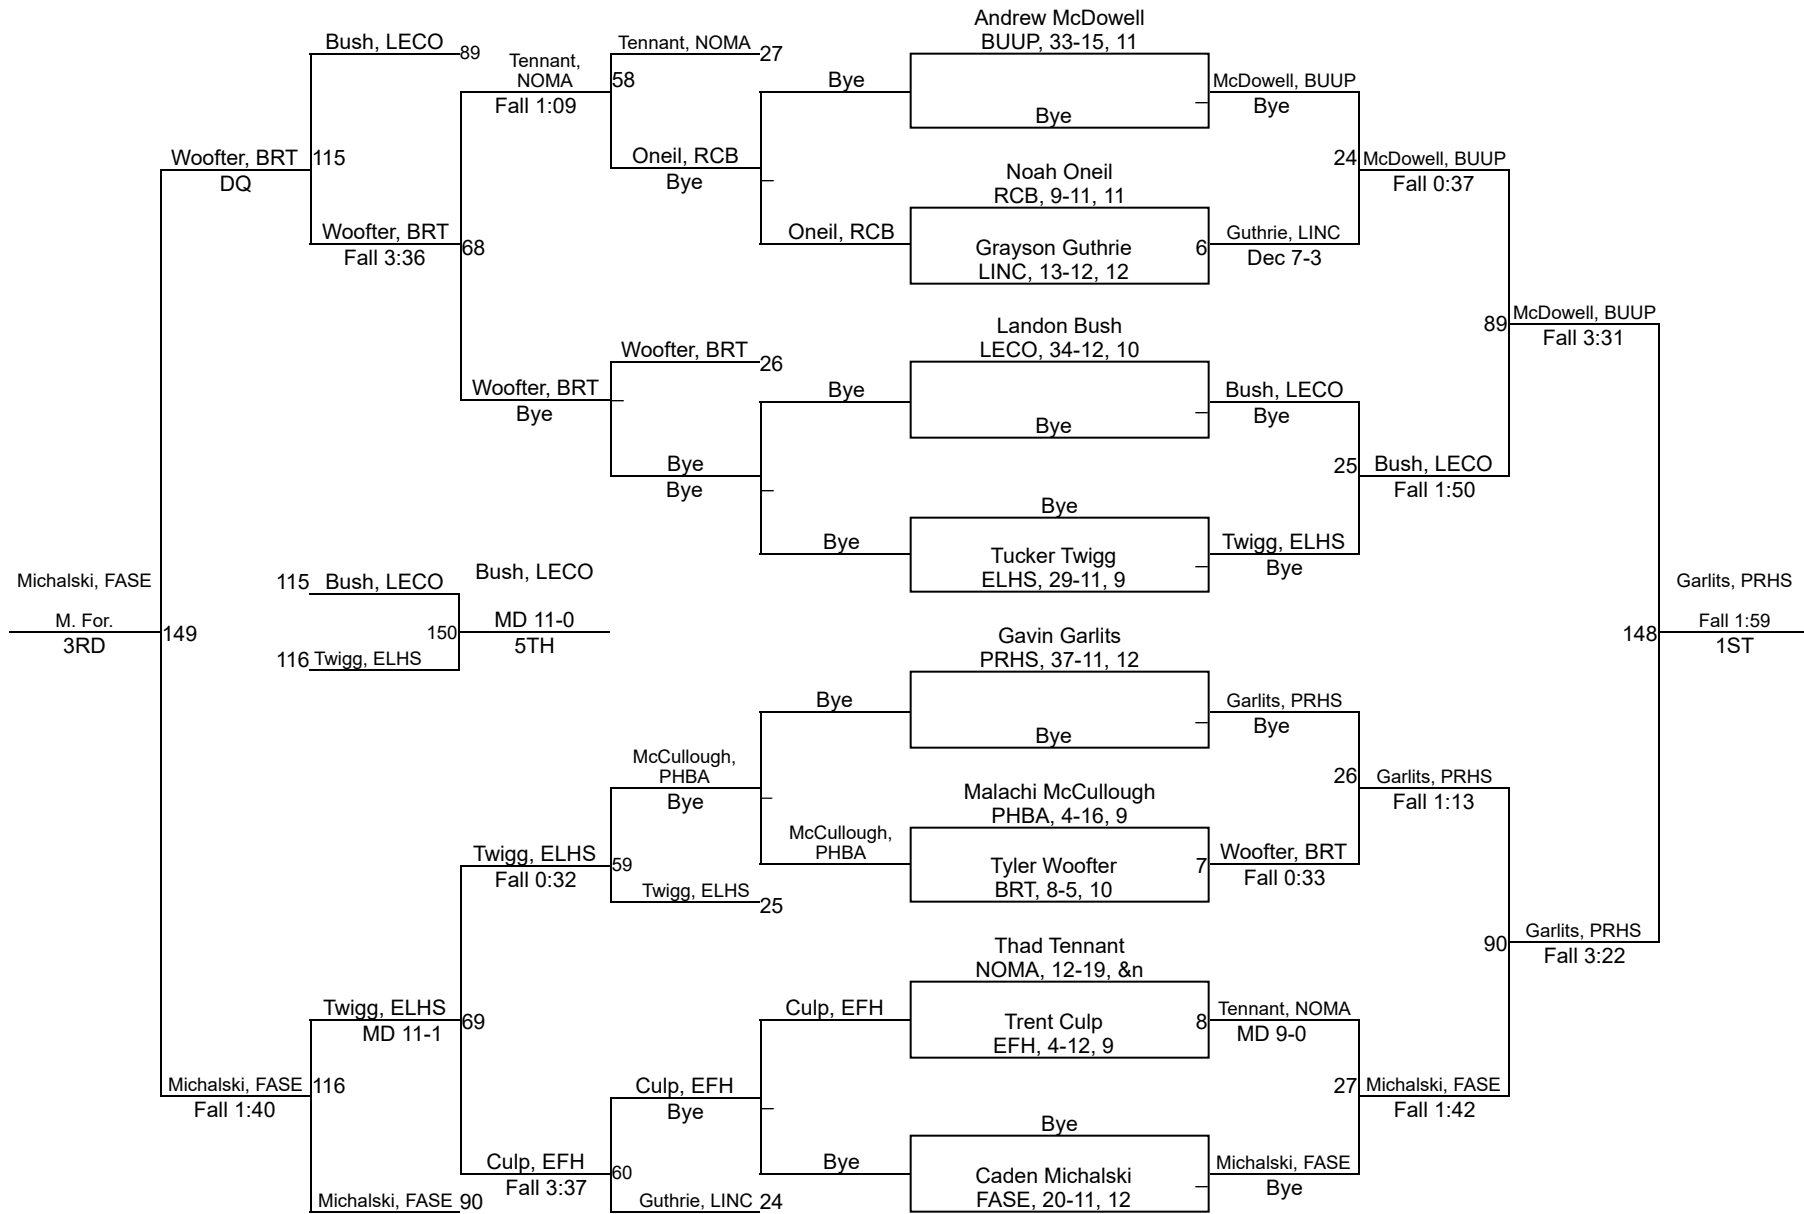 Andrew McDowell
BUUP, 33-15, 11
Bye
Noah Oneil
RCB, 9-11, 11
Grayson Guthrie
LINC, 13-12, 12
6
Landon Bush
LECO, 34-12, 10
Bye
Bye
Tucker Twigg
ELHS, 29-11, 9
Gavin Garlits
PRHS, 37-11, 12
Bye
Malachi McCullough
PHBA, 4-16, 9
Tyler Woofter
BRT, 8-5, 10
7
Thad Tennant
NOMA, 12-19, &n
Trent Culp
EFH, 4-12, 9
8
Bye
Caden Michalski
FASE, 20-11, 12
McDowell, BUUP
Bye
24
Guthrie, LINC
Dec 7-3
Bush, LECO
Bye
25
Twigg, ELHS
Bye
Garlits, PRHS
Bye
26
Woofter, BRT
Fall 0:33
Tennant, NOMA
MD 9-0
27
Michalski, FASE
Bye
McDowell, BUUP
Fall 0:37
89
Bush, LECO
Fall 1:50
Garlits, PRHS
Fall 1:13
90
Michalski, FASE
Fall 1:42
McDowell, BUUP
Fall 3:31
148
Garlits, PRHS
Fall 3:22
Garlits, PRHS
Fall 1:59
1ST
Bye
Oneil, RCB
Bye
Bye
Bye
McCullough,
PHBA
Culp, EFH
Bye
Tennant, NOMA 27
58
Oneil, RCB
Bye
Woofter, BRT 26
Bye
Bye
McCullough,
PHBA
Bye
59
Twigg, ELHS 25
Culp, EFH
Bye
60
Guthrie, LINC 24
Tennant,
NOMA
Fall 1:09
68
Woofter, BRT
Bye
Twigg, ELHS
Fall 0:32
69
Culp, EFH
Fall 3:37
Bush, LECO 89
115
Woofter, BRT
Fall 3:36
Twigg, ELHS
MD 11-1
116
Michalski, FASE 90
Woofter, BRT
DQ
149
Michalski, FASE
Fall 1:40
Michalski, FASE
M. For.
3RD
115 Bush, LECO
150
116 Twigg, ELHS
Bush, LECO
MD 11-0
5TH